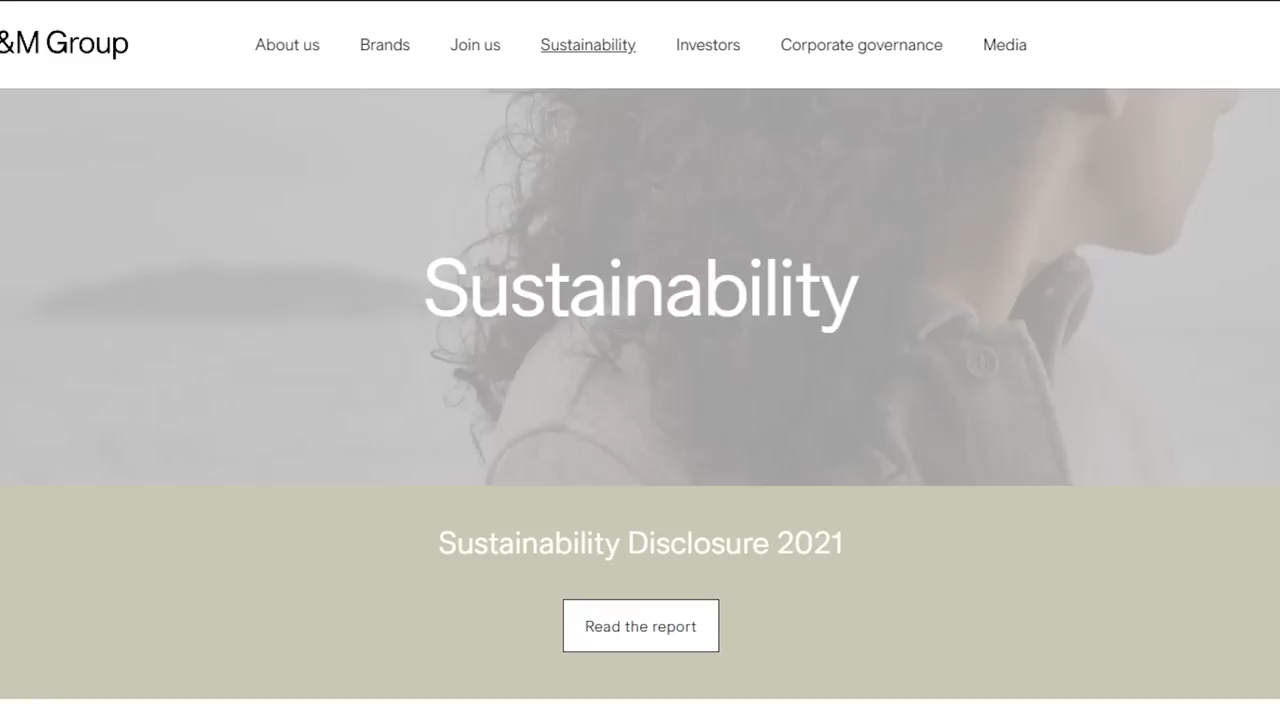 &M Group
About us Brands Join us Sustainability Investors Corporate governance Media
Sustainability
Sustainability Disclosure 2021
Read the report